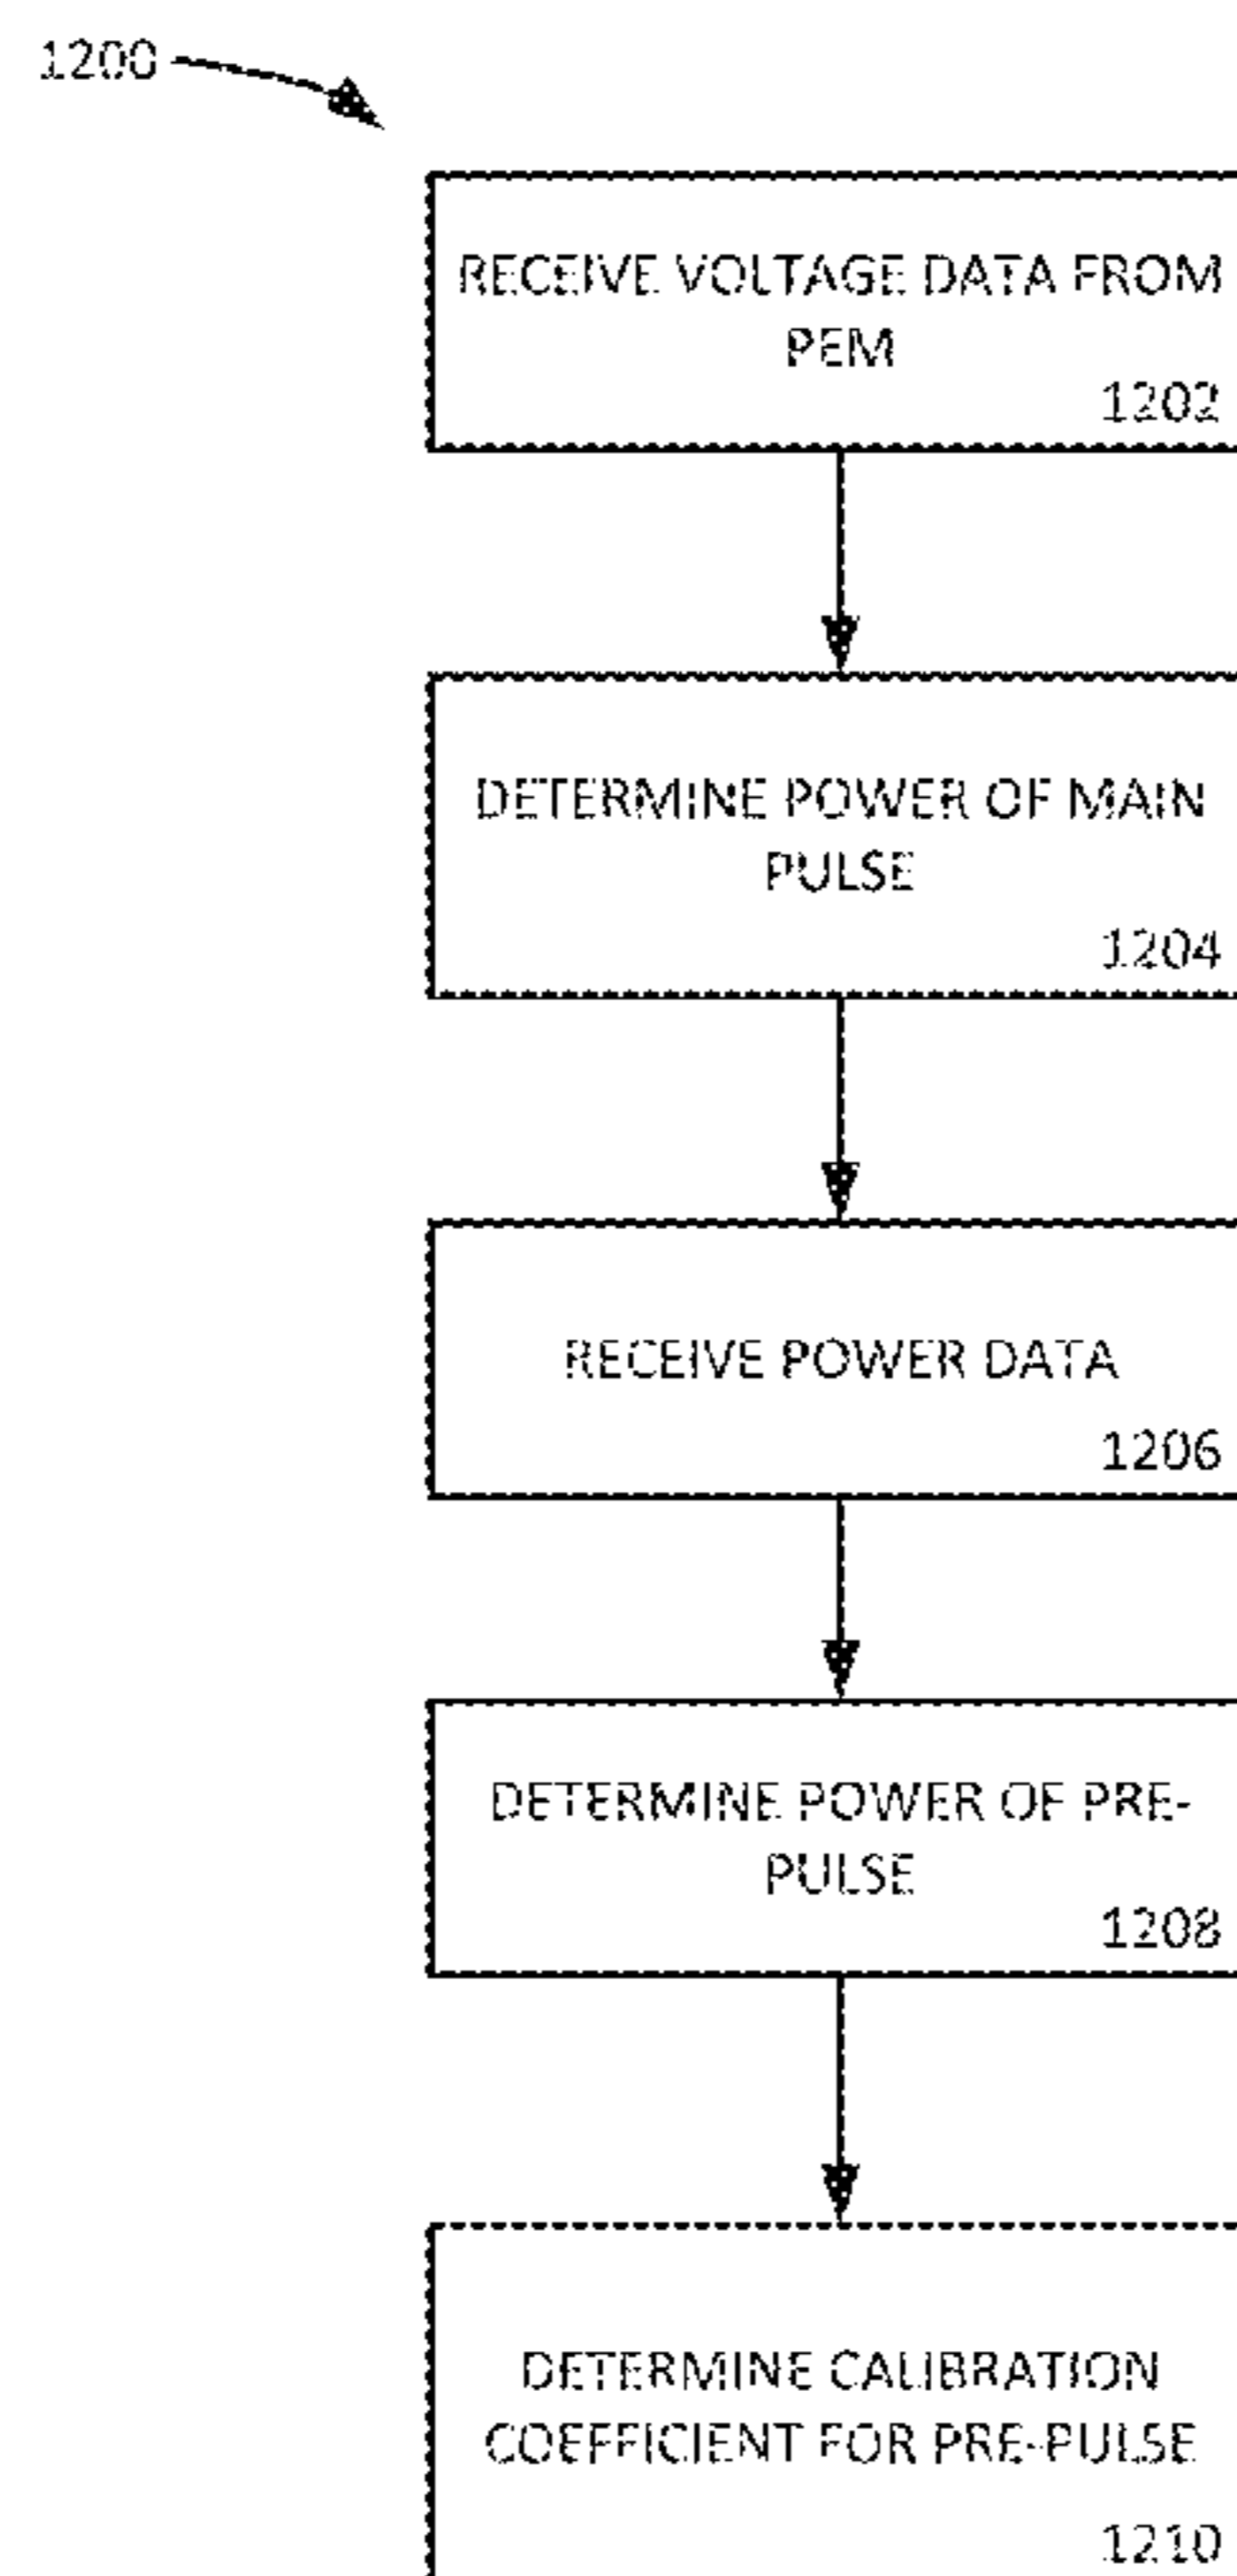 1200
RECEIVE VOLTAGE DATA FROM
PEM
1202
DETERMINE POWER OF MAIN
PULSE
1204
RECEIVE POWER DATA
1206
DETERMINE POWER OF PRE-
PULSE
1208
DETERMINE CALIBRATION
COEFFICIENT FOR PRE-PULSE
1210